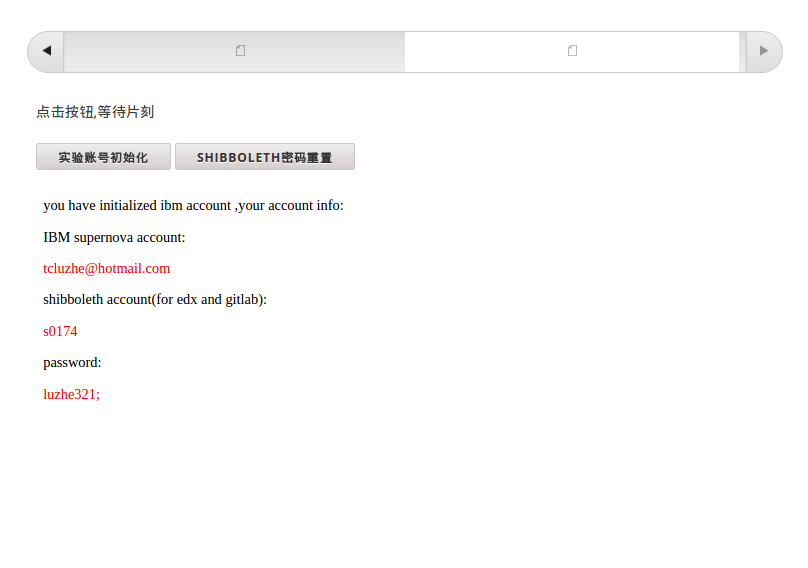 点击按钮,等待片刻
实验账号初始化 SHIBBOLETH密码重置
you have initialized ibm account ,your account info:
IBM supernova account:
tcluzhe@hotmail.com
shibboleth account(for edx and gitlab):
s0174
password:
luzhe321;